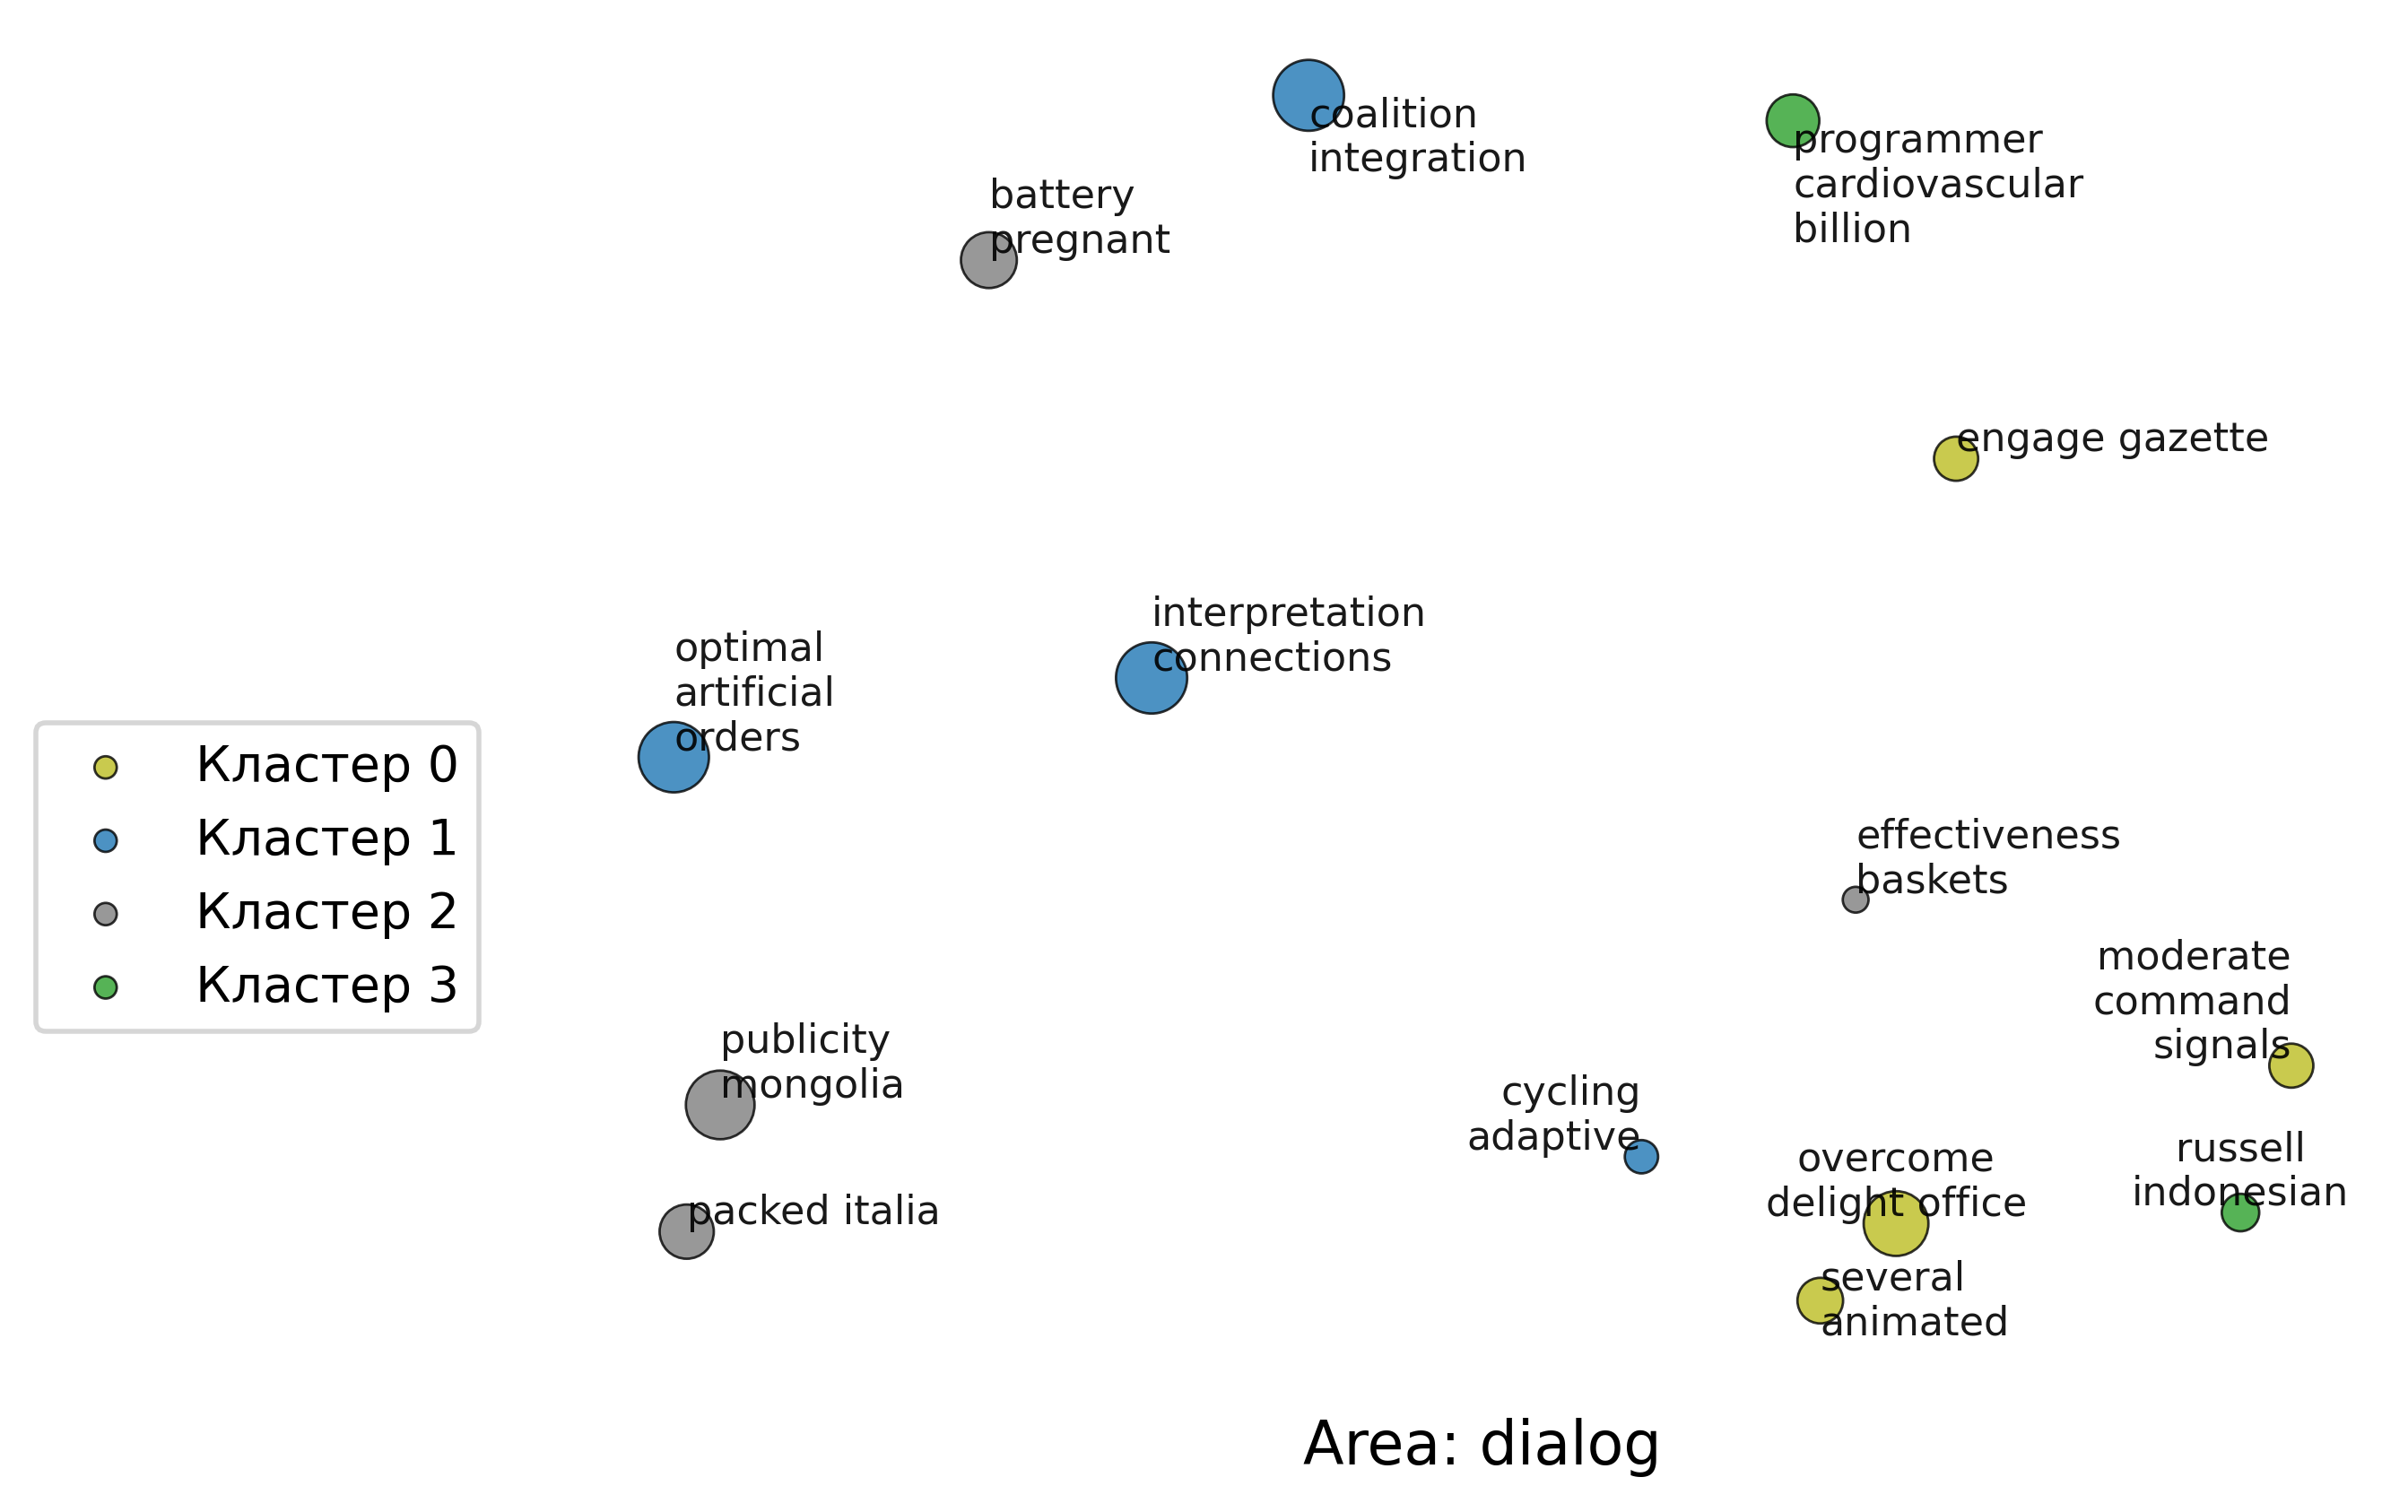 coalition
integration
programmer
cardiovascular
billion
battery
pregnant
engage gazette
interpretation
connections
optimal
artificial
orders
Кластер 0
Кластер 1
Кластер 2
Кластер 3
effectiveness
baskets
moderate
command
signals
publicity
mongolia
cycling
adaptive
overcome
delight office
russell
indonesian
packed italia
several
animated
Area: dialog